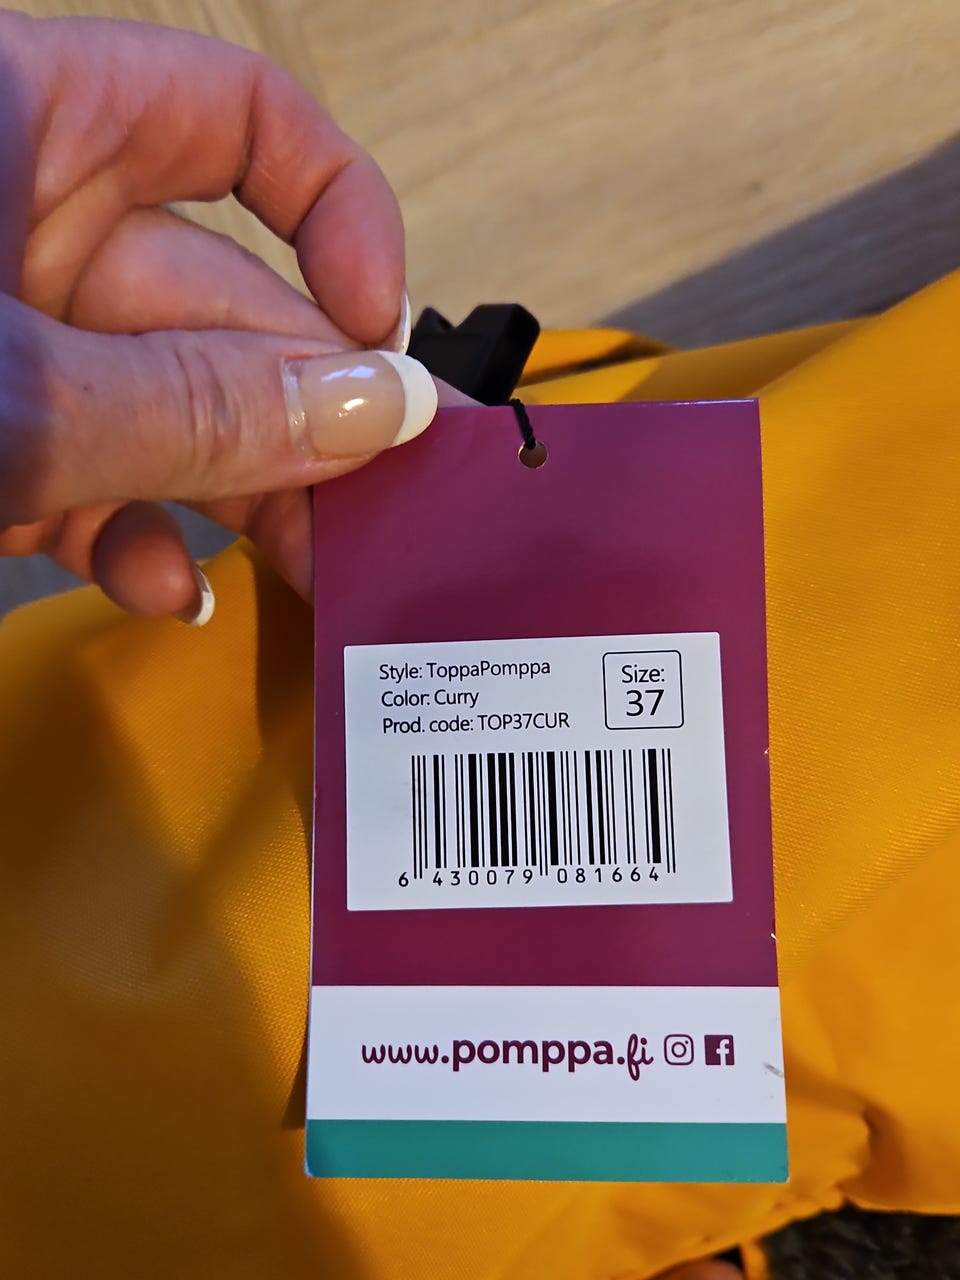 Style: ToppaPomppa
Color: Curry
Prod. code: TOP37CUR
Size:
37
6 430079 081664
www.pomppa.fi